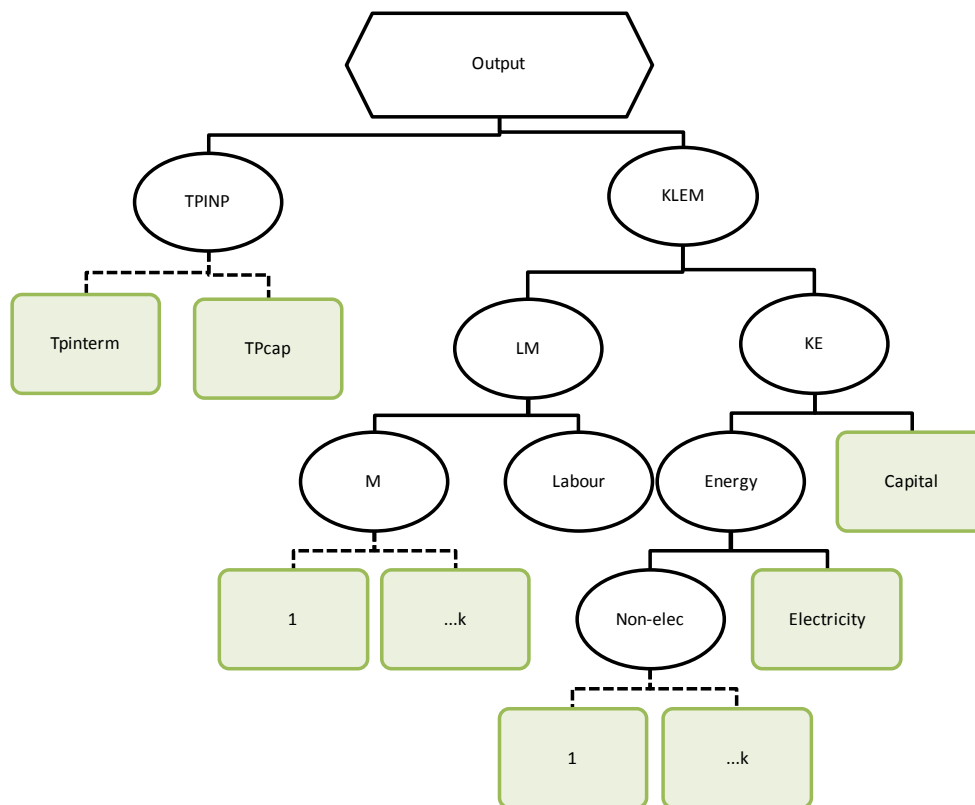 Output
TPINP
KLEM
Tpinterm
TPcap
LM
KE
M
Labour
Energy
Capital
1
...k
Non-elec
Electricity
1
...k